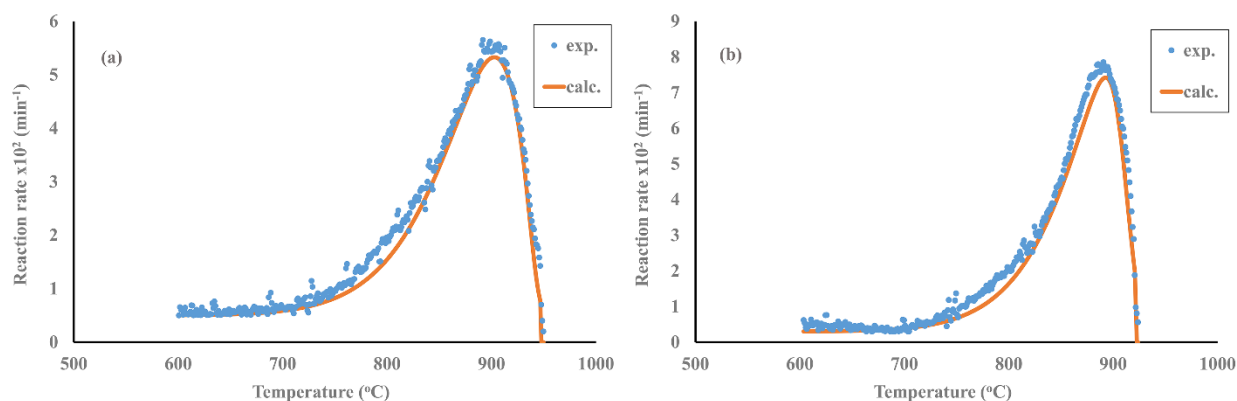 (a)
exp.
calc.
Reaction rate x10² (min⁻¹)
6
5
4
3
2
1
0
500
600
700
800
900
1000
Temperature (ᵒC)
(b)
exp.
calc.
Reaction rate x10² (min⁻¹)
9
8
7
6
5
4
3
2
1
0
500
600
700
800
900
1000
Temperature (ᵒC)